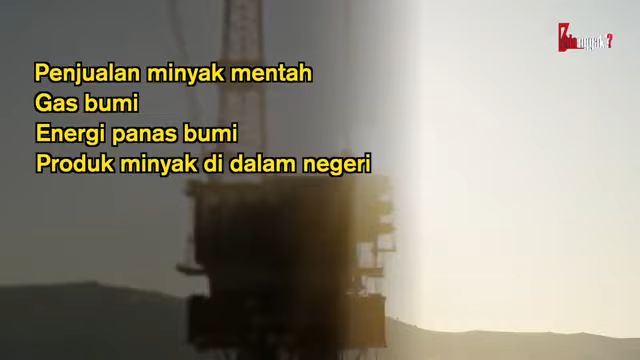 Penjualan minyak mentah
Gas bumi
Energi panas bumi
Produk minyak di dalam negeri